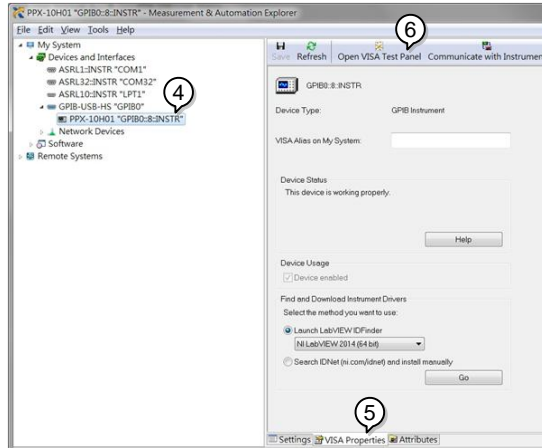 PPX-10H01 "GPIB0::8::INSTR" - Measurement & Automation Explorer
File Edit View Tools Help
My System
Devices and Interfaces
ASRL1::INSTR "COM1"
ASRL32::INSTR "COM32"
ASRL10::INSTR "LPT1"
GPIB-USB-HS "GPIB0"
PPX-10H01 "GPIB0::8::INSTR"
Network Devices
Software
Remote Systems
4
6
Save Refresh Open VISA Test Panel Communicate with Instrument
GPIB0::8::INSTR
Device Type: GPIB Instrument
VISA Alias on My System:
Device Status
This device is working properly.
Help
Device Usage
Device enabled
Find and Download Instrument Drivers
Select the method you want to use:
Launch LabVIEW IDFinder
NI LabVIEW 2014 (64 bit)
Search IDNet (ni.com/idnet) and install manually
Go
5
Settings VISA Properties Attributes